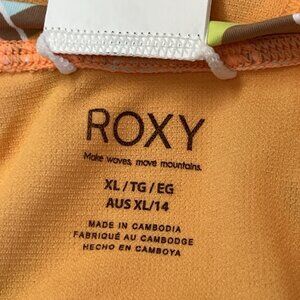 ROXY
Make waves, move mountains.
XL / TG / EG
AUS XL/14
MADE IN CAMBODIA
FABRIQUÉ AU CAMBODGE
HECHO EN CAMBOYA